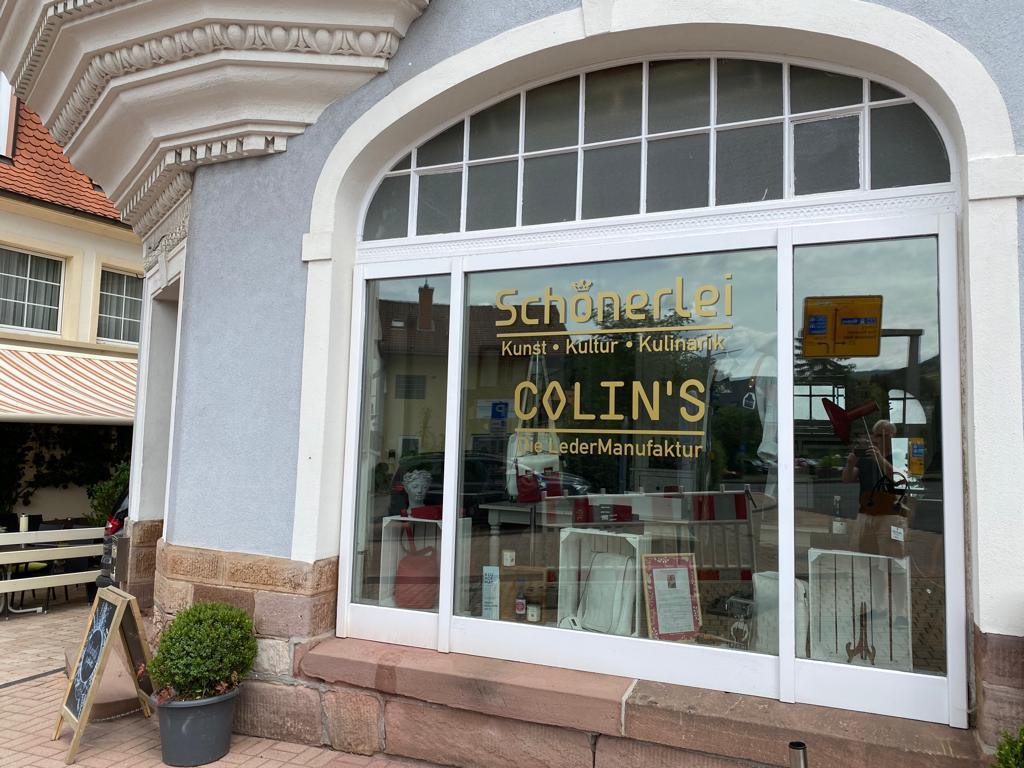 Schönerlei
Kunst • Kultur • Kulinarik
COLIN'S
Die LederManufaktur